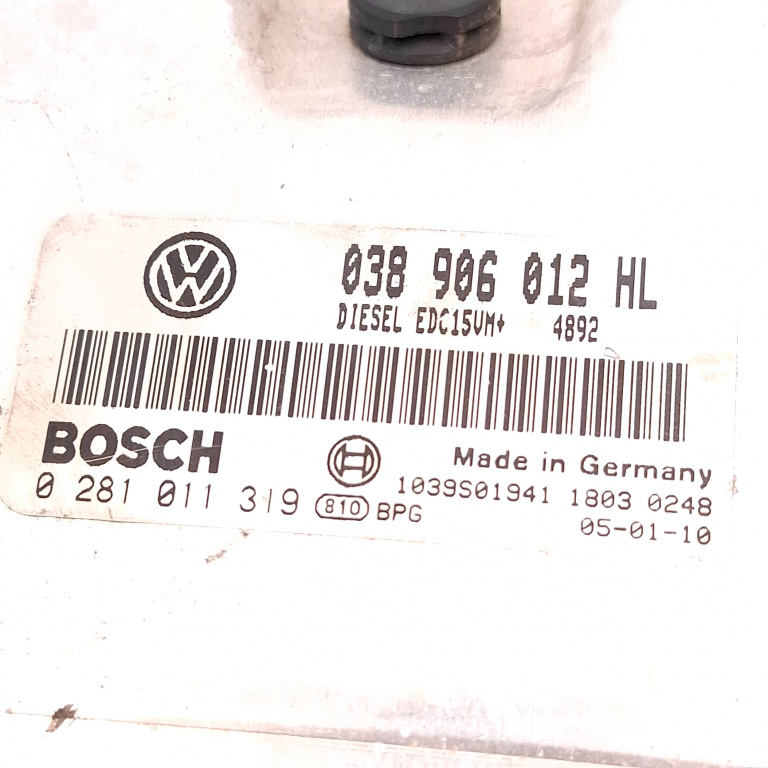 038 906 012 HL
DIESEL EDC15VM+ 4892
BOSCH
Made in Germany
0 281 011 319 810 BPG
1039S01941 1803 0248
05-01-10